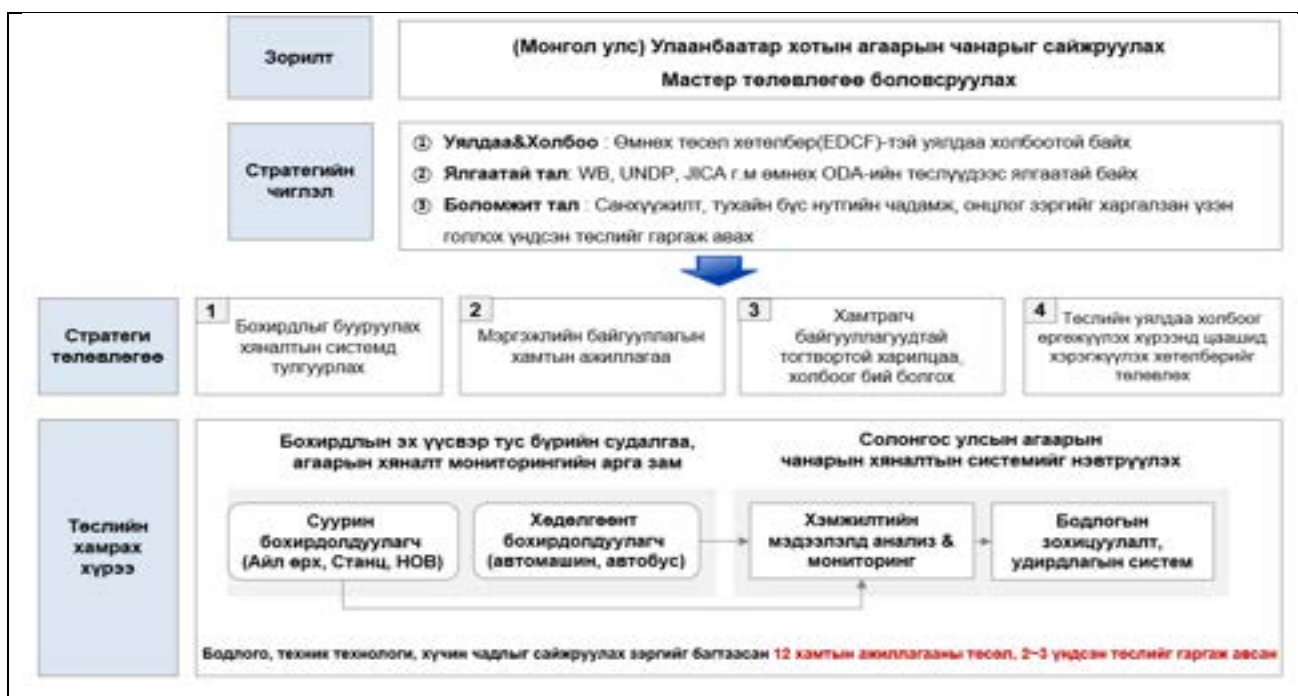 Зорилт
(Монгол улс) Улаанбаатар хотын агаарын чанарыг сайжруулах
Мастер төлөвлөгөө боловсруулах
Стратегийн
чиглэл
① Уялдаа&Холбоо : Өмнөх төсөл хөтөлбөр(EDCF)-тэй уялдаа холбоотой байх
② Ялгаатай тал: WB, UNDP, JICA г.м өмнөх ODA-ийн төслүүдээс ялгаатай байх
③ Боломжит тал : Санхүүжилт, тухайн бүс нутгийн чадамж, онцлог зэргийг харгалзан үзэн
голлох үндсэн төслийг гаргаж авах
Стратеги
төлөвлөгөө
1
Бохирдлыг бууруулах
хяналтын системд
тулгуурлах
2
Мэргэжлийн байгууллагын
хамтын ажиллагаа
3
Хамтрагч
байгууллагуудтай
тогтвортой харилцаа,
холбоог бий болгох
4
Төслийн уялдаа холбоог
өргөжүүлэх хүрээнд цаашид
хэрэгжүүлэх хөтөлбөрийг
төлөвлөх
Төслийн
хамрах
хүрээ
Бохирдлын эх үүсвэр тус бүрийн судалгаа,
агаарын хяналт мониторингийн арга зам
Солонгос улсын агаарын
чанарын хяналтын системийг нэвтрүүлэх
Суурин
бохирдолдуулагч
(Айл өрх, Станц, НОВ)
Хөдөлгөөнт
бохирдолдуулагч
(автомашин, автобус)
Хэмжилтийн
мэдээлэлд анализ &
мониторинг
Бодлогын
зохицуулалт,
удирдлагын систем
Бодлого, техник технологи, хүчин чадлыг сайжруулах зэргийг багтаасан 12 хамтын ажиллагааны төсөл, 2~3 үндсэн төслийг гаргаж авсан